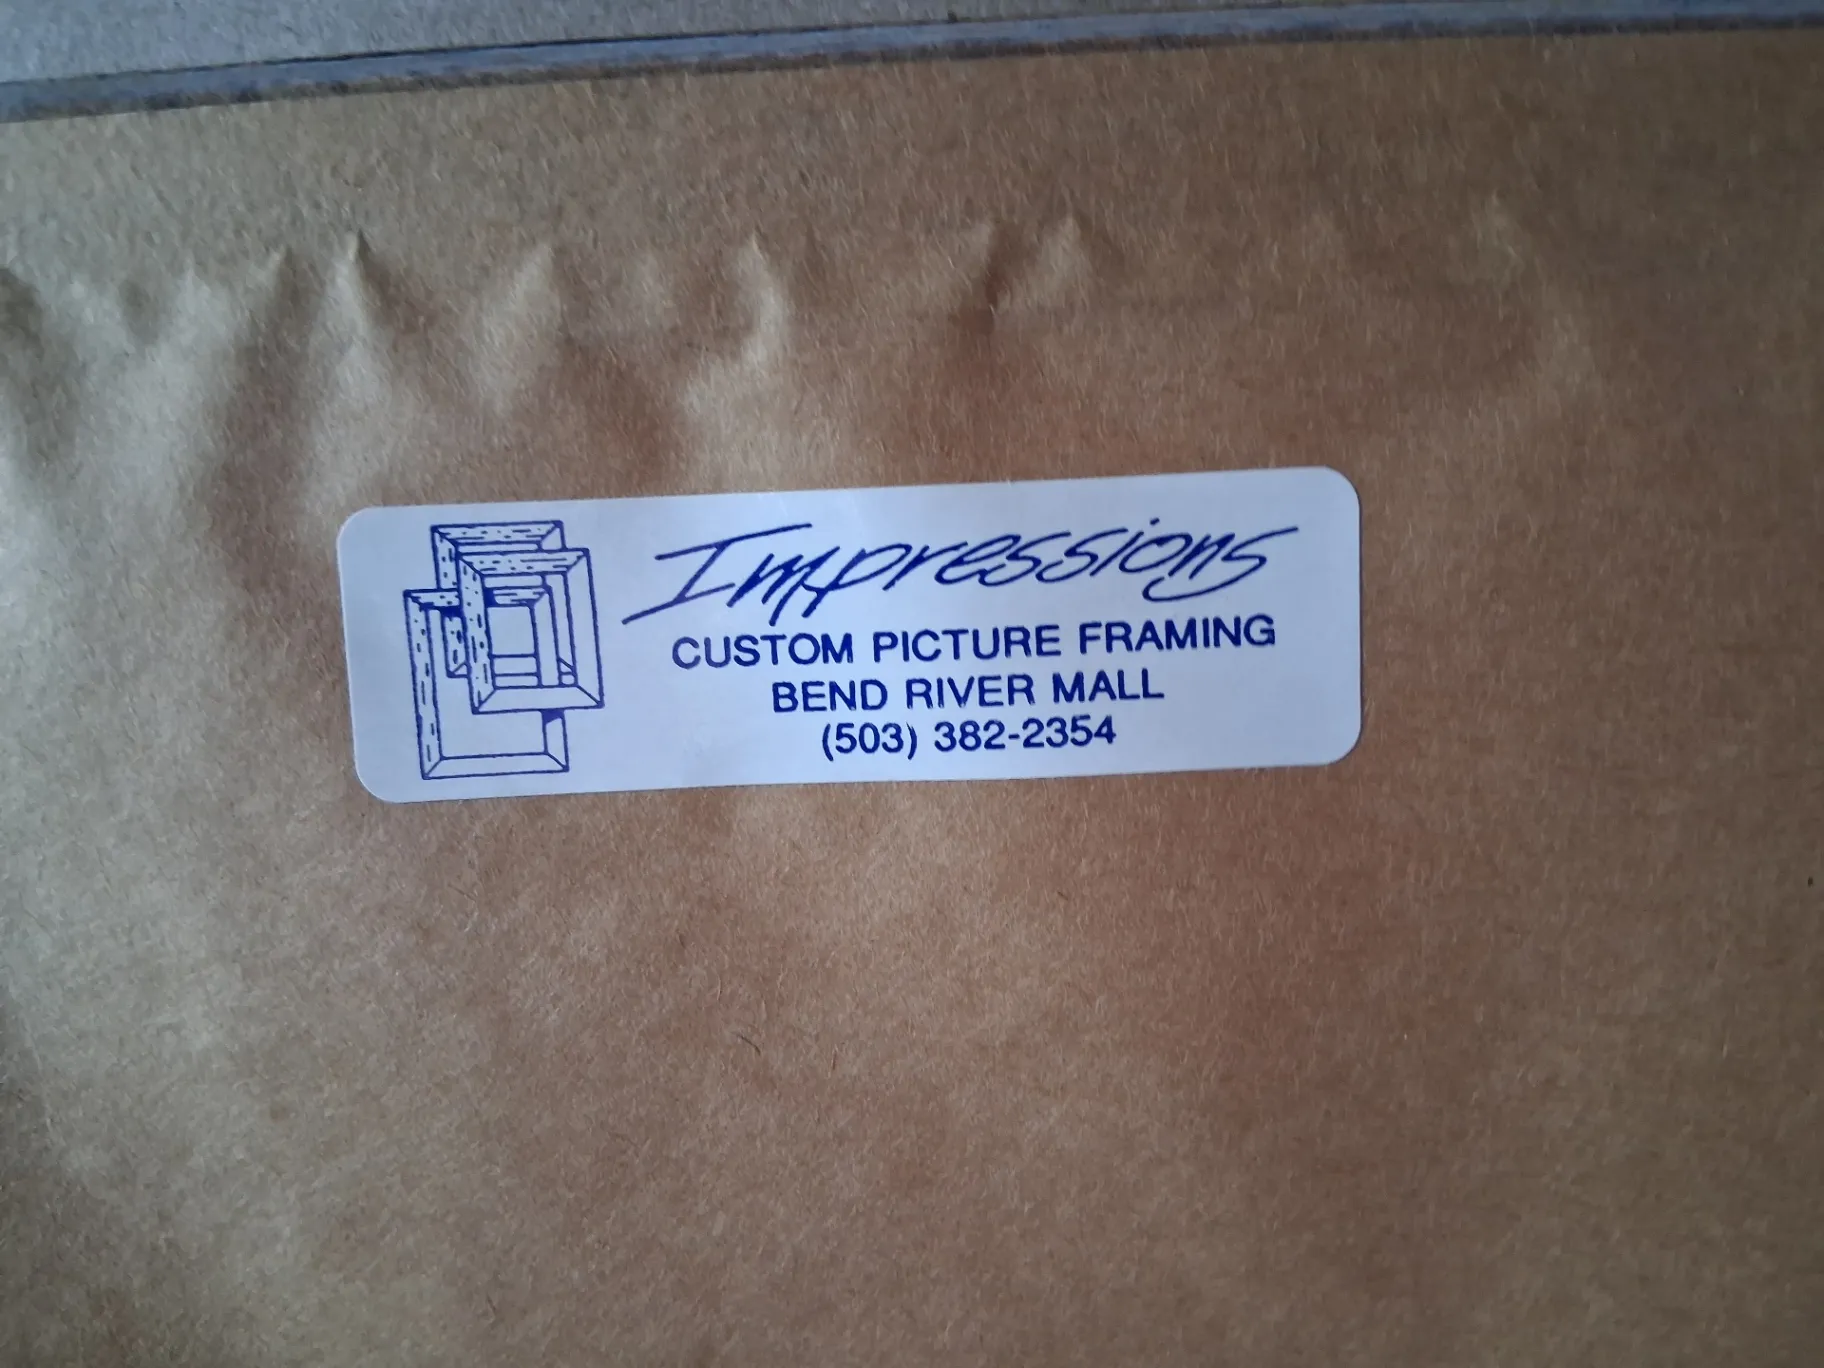 Impressions
CUSTOM PICTURE FRAMING
BEND RIVER MALL
(503) 382-2354